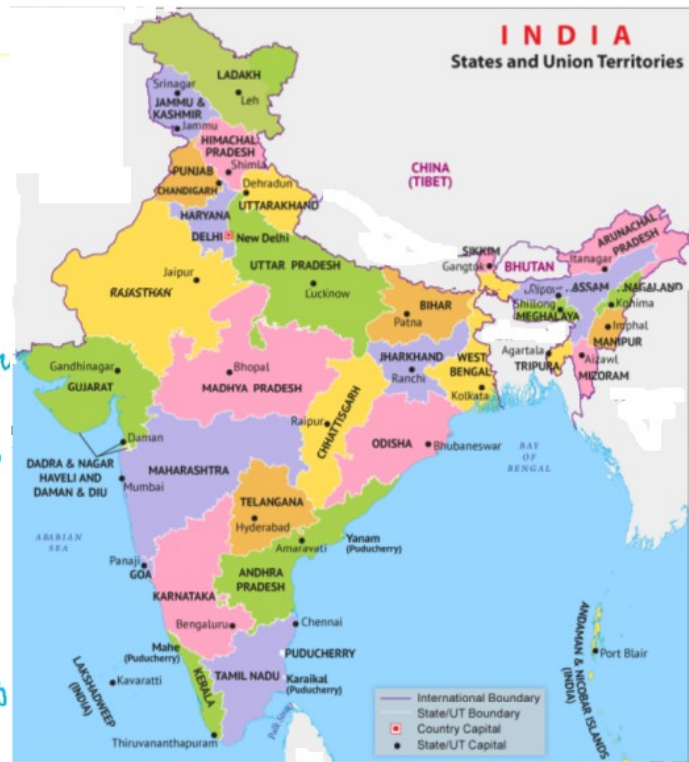 INDIA
States and Union Territories
LADAKH
Srinagar
Leh
JAMMU &
KASHMIR
Jammu
HIMACHAL
PRADESH
Shimla
PUNJAB
CHANDIGARH
Dehradun
UTTARAKHAND
HARYANA
DELHI
New Delhi
CHINA
(TIBET)
ARUNACHAL
PRADESH
Itanagar
SIKKIM
Gangtok
BHUTAN
Jaipur
RAJASTHAN
UTTAR PRADESH
Lucknow
BIHAR
Patna
ASSAM
NAGALAND
Shillong
MEGHALAYA
Kohima
Imphal
MANIPUR
Agartala
TRIPURA
Aizawl
MIZORAM
Gandhinagar
GUJARAT
Bhopal
MADHYA PRADESH
JHARKHAND
Ranchi
WEST
BENGAL
Kolkata
Raipur
CHHATTISGARH
ODISHA
Bhubaneswar
BAY
OF
BENGAL
Daman
DADRA & NAGAR
HAVELI AND
DAMAN & DIU
MAHARASHTRA
Mumbai
TELANGANA
Hyderabad
ARABIAN
SEA
Amaravati
Yanam
(Puducherry)
Panaji
GOA
KARNATAKA
ANDHRA
PRADESH
Bengaluru
Chennai
Mahe
(Puducherry)
PUDUCHERRY
KERALA
TAMIL NADU
Karaikal
(Puducherry)
LAKSHADWEEP
(INDIA)
Kavaratti
Thiruvananthapuram
Palk Strait
ANDAMAN & NICOBAR ISLANDS
(INDIA)
Port Blair
International Boundary
State/UT Boundary
Country Capital
State/UT Capital